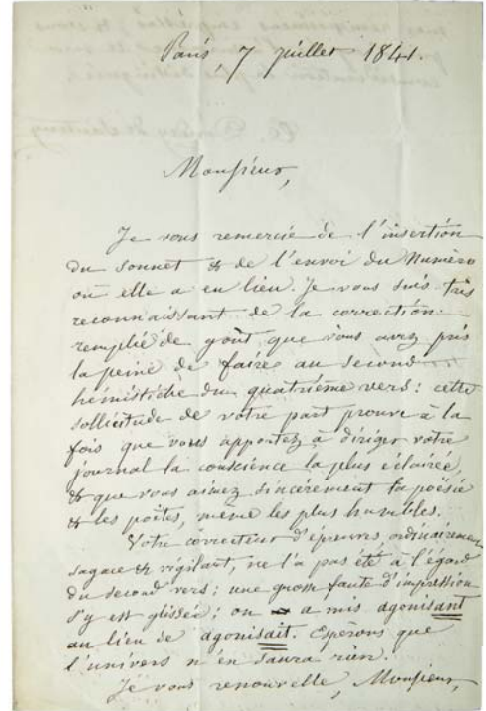 Paris, 7 juillet 1841.
Monsieur,
Je vous remercie de l'insertion
du sonnet & de l'envoi du Numéro
où elle a eu lieu. Je vous suis très
reconnaissant de la correction
remplie de goût que vous avez pris
la peine de faire au second
hémistiche du quatrième vers : cette
sollicitude de votre part prouve à la
fois que vous apportez à diriger votre
journal la conscience la plus éclairée,
& que vous aimez sincèrement la poësie
& les poètes, même les plus humbles.
Votre correcteur d'épreuves ordinairement
sagace & vigilant, ne l'a pas été à l'égard
du second vers ; une grosse faute d'impression
s'y est glissée ; on a mis agonisant
au lieu de agonisait. Espérons que
l'univers n'en saura rien.
Je vous renouvelle, Monsieur,